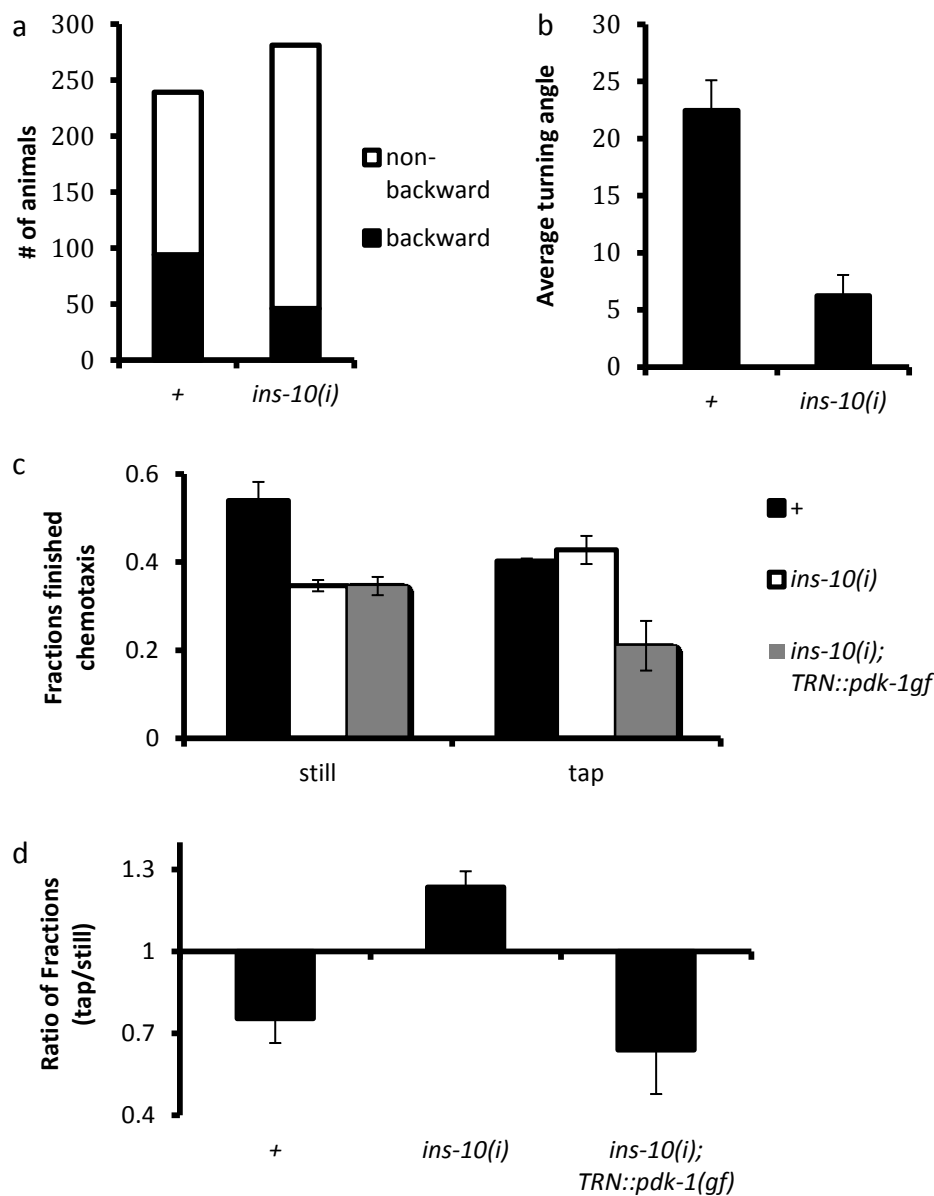 a
# of animals
300
250
200
150
100
50
0
+
ins-10(i)
non-
backward
backward
b
Average turning angle
30
25
20
15
10
5
0
+
ins-10(i)
c
Fractions finished
chemotaxis
0.6
0.4
0.2
0
still
tap
+
ins-10(i)
ins-10(i);
TRN::pdk-1gf
d
Ratio of Fractions
(tap/still)
1.3
1
0.7
0.4
+
ins-10(i)
ins-10(i);
TRN::pdk-1(gf)